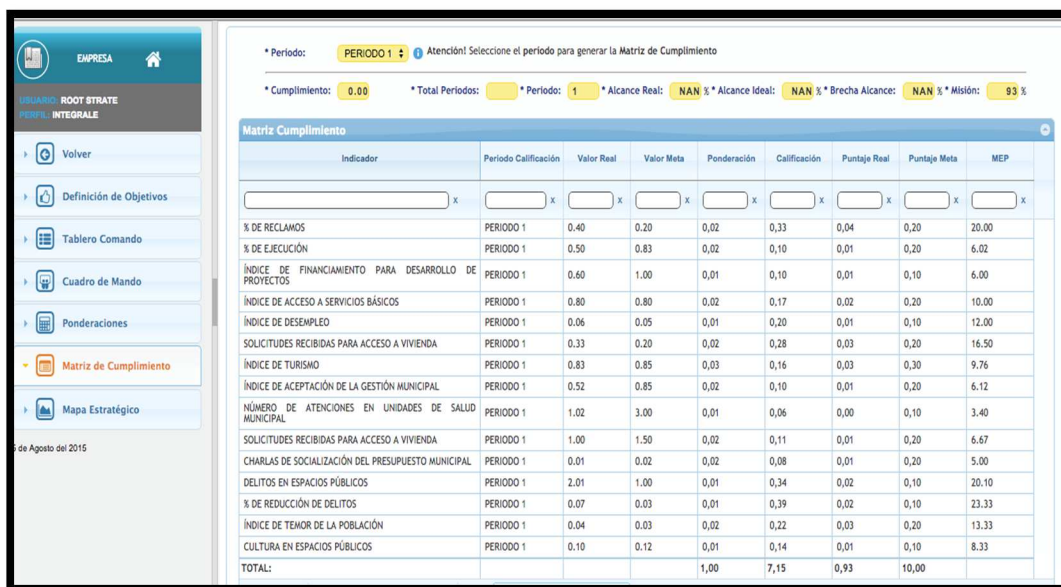 * Periodo: PERIODO 1 Atención! Seleccione el periodo para generar la Matriz de Cumplimiento
* Cumplimiento: 0.00 * Total Periodos: * Periodo: 1 * Alcance Real: NAN % * Alcance Ideal: NAN % * Brecha Alcance: NAN % * Misión: 93 %
EMPRESA
USUARIO: ROOT STRATE
PERFIL: INTEGRALE
Volver
Definición de Objetivos
Tablero Comando
Cuadro de Mando
Ponderaciones
Matriz de Cumplimiento
Mapa Estratégico
de Agosto del 2015
Matriz Cumplimiento
Indicador Periodo Calificación Valor Real Valor Meta Ponderación Calificación Puntaje Real Puntaje Meta MEP
x x x x x x x x x
% DE RECLAMOS PERIODO 1 0.40 0.20 0,02 0,33 0,04 0,20 20.00
% DE EJECUCIÓN PERIODO 1 0.50 0.83 0,02 0,10 0,01 0,20 6.02
ÍNDICE DE FINANCIAMIENTO PARA DESARROLLO DE
PROYECTOS PERIODO 1 0.60 1.00 0,01 0,10 0,01 0,10 6.00
ÍNDICE DE ACCESO A SERVICIOS BÁSICOS PERIODO 1 0.80 0.80 0,02 0,17 0,02 0,20 10.00
ÍNDICE DE DESEMPLEO PERIODO 1 0.06 0.05 0,01 0,20 0,01 0,10 12.00
SOLICITUDES RECIBIDAS PARA ACCESO A VIVIENDA PERIODO 1 0.33 0.20 0,02 0,28 0,03 0,20 16.50
ÍNDICE DE TURISMO PERIODO 1 0.83 0.85 0,03 0,16 0,03 0,30 9.76
ÍNDICE DE ACEPTACIÓN DE LA GESTIÓN MUNICIPAL PERIODO 1 0.52 0.85 0,02 0,10 0,01 0,20 6.12
NÚMERO DE ATENCIONES EN UNIDADES DE SALUD
MUNICIPAL PERIODO 1 1.02 3.00 0,01 0,06 0,00 0,10 3.40
SOLICITUDES RECIBIDAS PARA ACCESO A VIVIENDA PERIODO 1 1.00 1.50 0,02 0,11 0,01 0,20 6.67
CHARLAS DE SOCIALIZACIÓN DEL PRESUPUESTO MUNICIPAL PERIODO 1 0.01 0.02 0,02 0,08 0,01 0,20 5.00
DELITOS EN ESPACIOS PÚBLICOS PERIODO 1 2.01 1.00 0,01 0,34 0,02 0,10 20.10
% DE REDUCCIÓN DE DELITOS PERIODO 1 0.07 0.03 0,01 0,39 0,02 0,10 23.33
ÍNDICE DE TEMOR DE LA POBLACIÓN PERIODO 1 0.04 0.03 0,02 0,22 0,03 0,20 13.33
CULTURA EN ESPACIOS PÚBLICOS PERIODO 1 0.10 0.12 0,01 0,14 0,01 0,10 8.33
TOTAL: 1,00 7,15 0,93 10,00